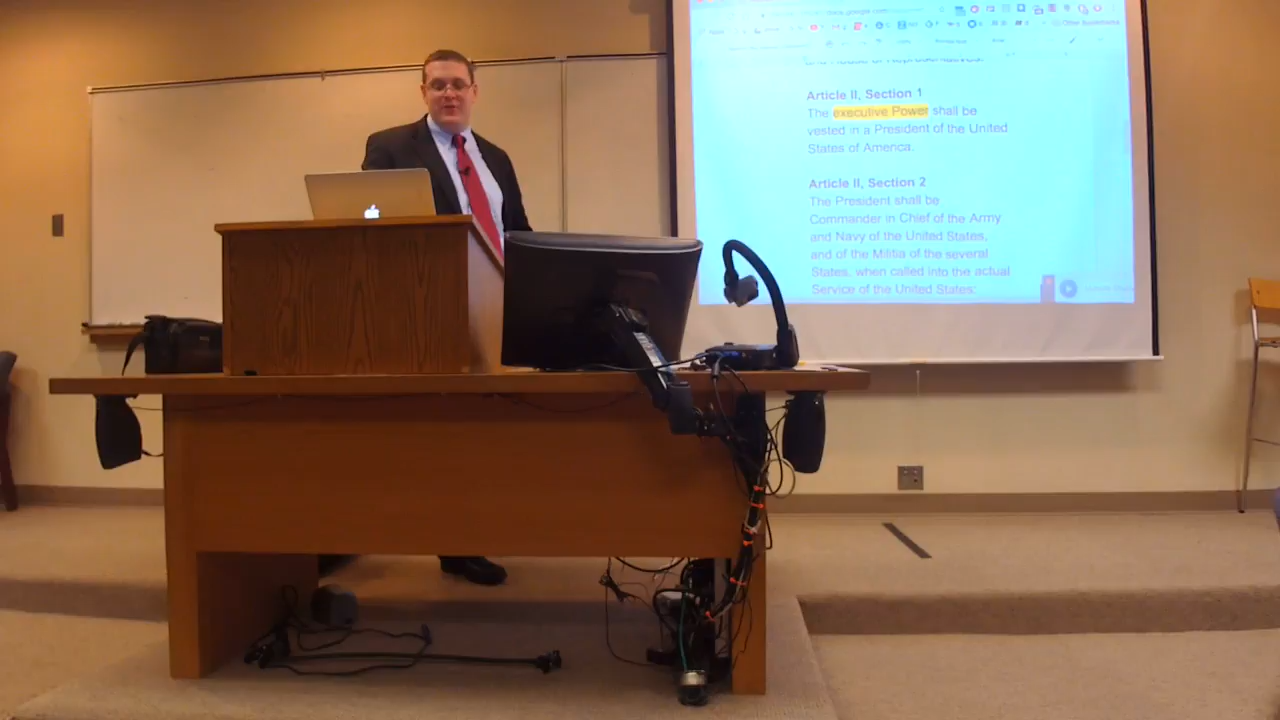 Article II, Section 1
The executive Power shall be
vested in a President of the United
States of America.
Article II, Section 2
The President shall be
Commander in Chief of the Army
and Navy of the United States,
and of the Militia of the several
States, when called into the actual
Service of the United States;
Other Bookmarks